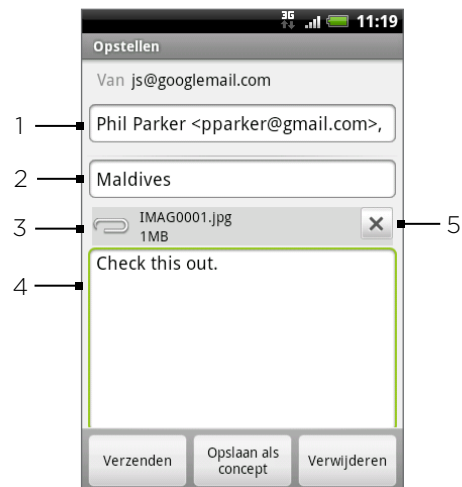 3G 11:19
Opstellen
Van js@googlemail.com
1 Phil Parker <pparker@gmail.com>,
2 Maldives
3 IMAG0001.jpg 5
1MB
4 Check this out.
Verzenden Opslaan als concept Verwijderen